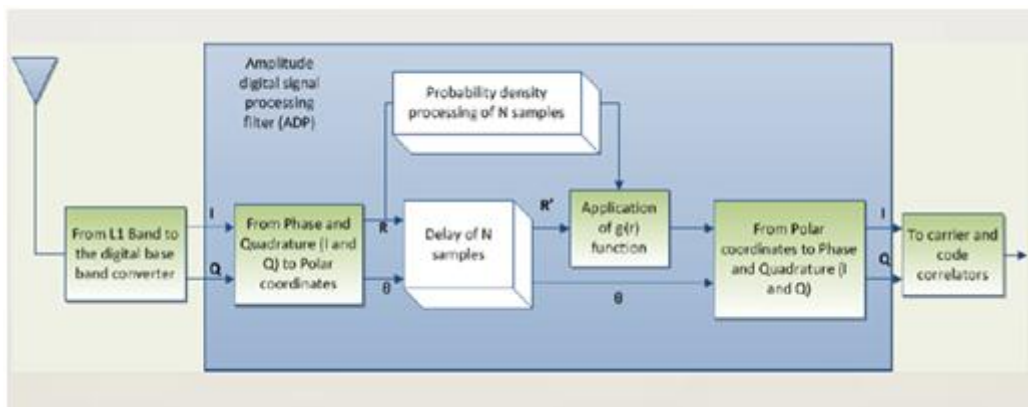 Amplitude
digital signal
processing
filter (ADP)
Probability density
processing of N samples
From L1 Band to
the digital base
band converter
I
Q
From Phase and
Quadrature (I and
Q) to Polar
coordinates
R
θ
Delay of N
samples
R'
Application
of g(r)
function
θ
From Polar
coordinates to Phase
and Quadrature (I
and Q)
I
Q
To carrier and
code
correlators